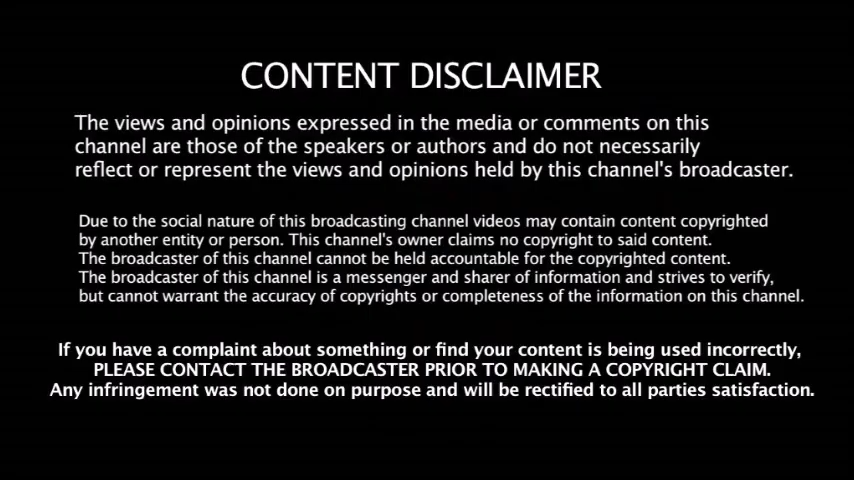 CONTENT DISCLAIMER
The views and opinions expressed in the media or comments on this
channel are those of the speakers or authors and do not necessarily
reflect or represent the views and opinions held by this channel's broadcaster.
Due to the social nature of this broadcasting channel videos may contain content copyrighted
by another entity or person. This channel's owner claims no copyright to said content.
The broadcaster of this channel cannot be held accountable for the copyrighted content.
The broadcaster of this channel is a messenger and sharer of information and strives to verify,
but cannot warrant the accuracy of copyrights or completeness of the information on this channel.
If you have a complaint about something or find your content is being used incorrectly,
PLEASE CONTACT THE BROADCASTER PRIOR TO MAKING A COPYRIGHT CLAIM.
Any infringement was not done on purpose and will be rectified to all parties satisfaction.